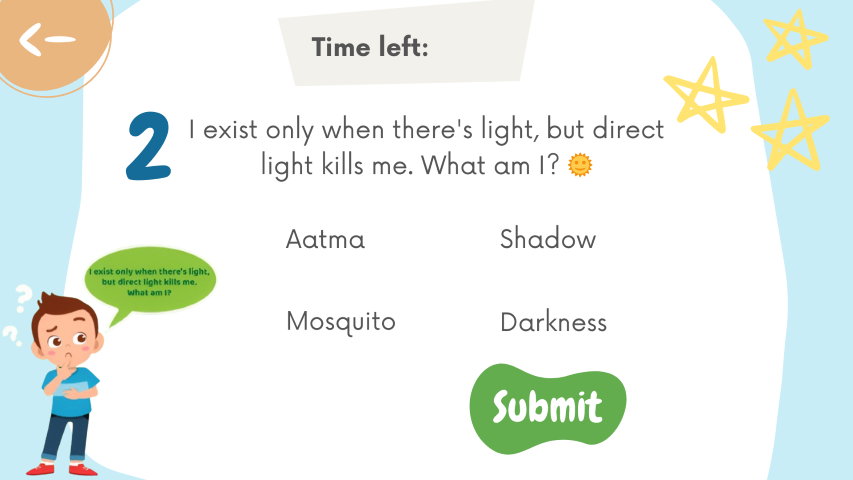 Time left:
2
I exist only when there's light, but direct
light kills me. What am I? 🌞
Aatma
Shadow
I exist only when there's light,
but direct light kills me.
What am I?
Mosquito
Darkness
Submit